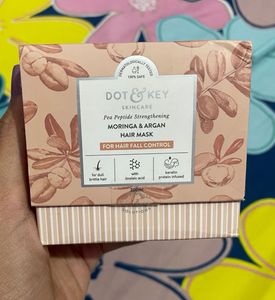 DERMATOLOGICALLY TESTED
100% SAFE
DOT & KEY
SKINCARE
Pea Peptide Strengthening
MORINGA & ARGAN
HAIR MASK
FOR HAIR FALL CONTROL
for dull,
brittle hair
with
linoleic acid
keratin
protein infused